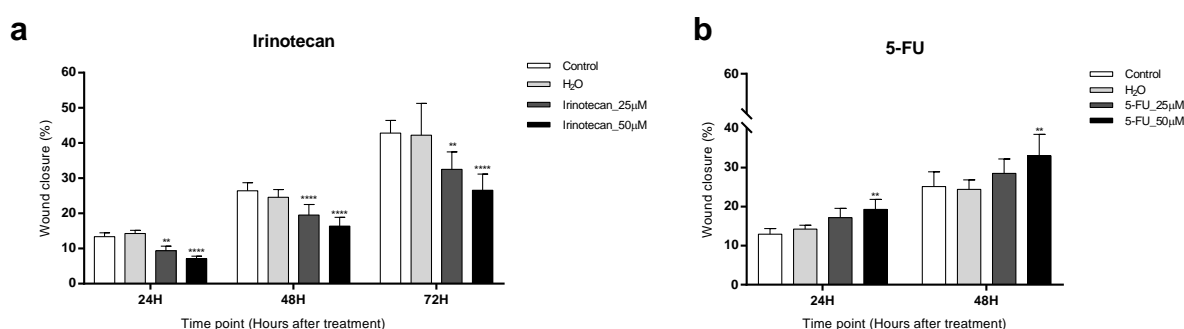 a
Irinotecan
Wound closure (%)
60
50
40
30
20
10
0
**
****
****
****
**
****
24H
48H
72H
Time point (Hours after treatment)
Control
H₂O
Irinotecan_25µM
Irinotecan_50µM
b
5-FU
Wound closure (%)
60
40
30
20
10
0
**
**
24H
48H
Time point (Hours after treatment)
Control
H₂O
5-FU_25µM
5-FU_50µM